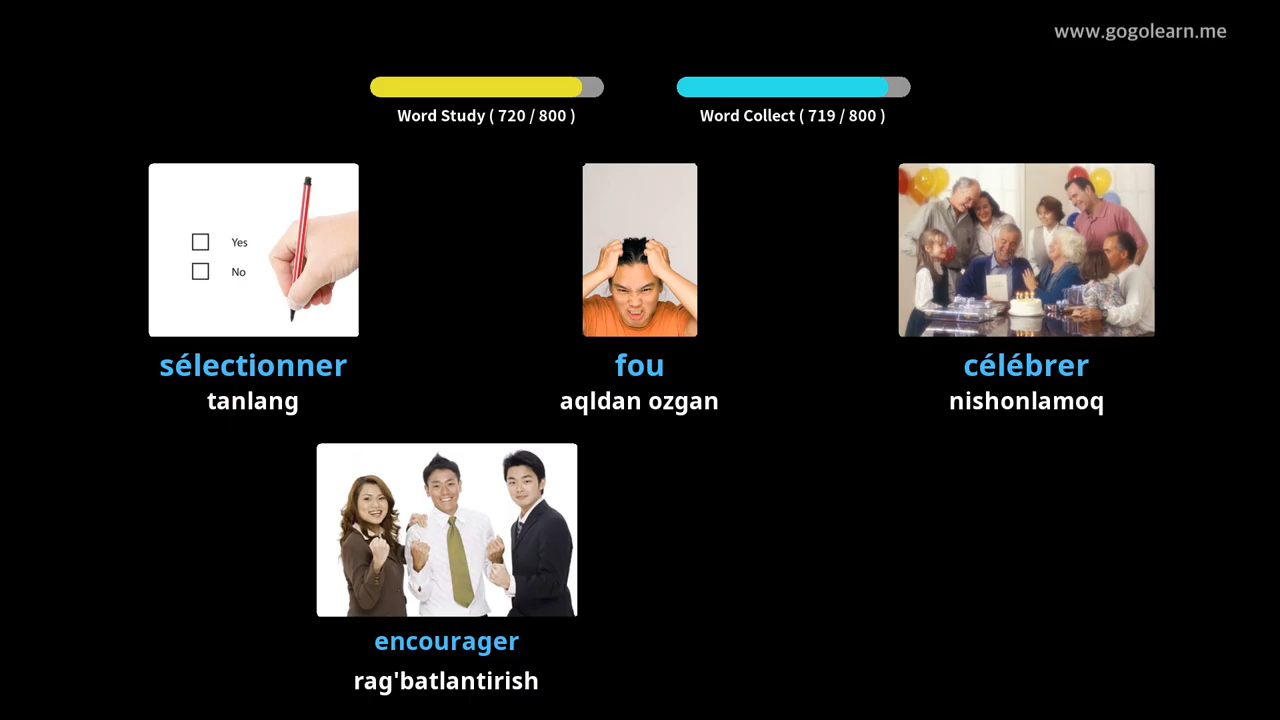 www.gogolearn.me
Word Study ( 720 / 800 )
Word Collect ( 719 / 800 )
Yes
No
sélectionner
tanlang
fou
aqldan ozgan
célébrer
nishonlamoq
encourager
rag'batlantirish